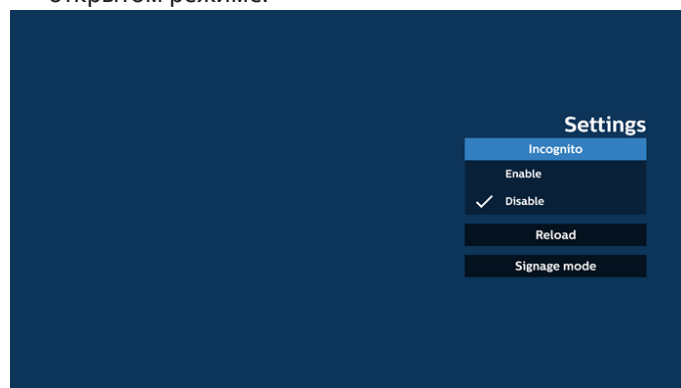 открытом режиме.
Settings
Incognito
Enable
Disable
Reload
Signage mode